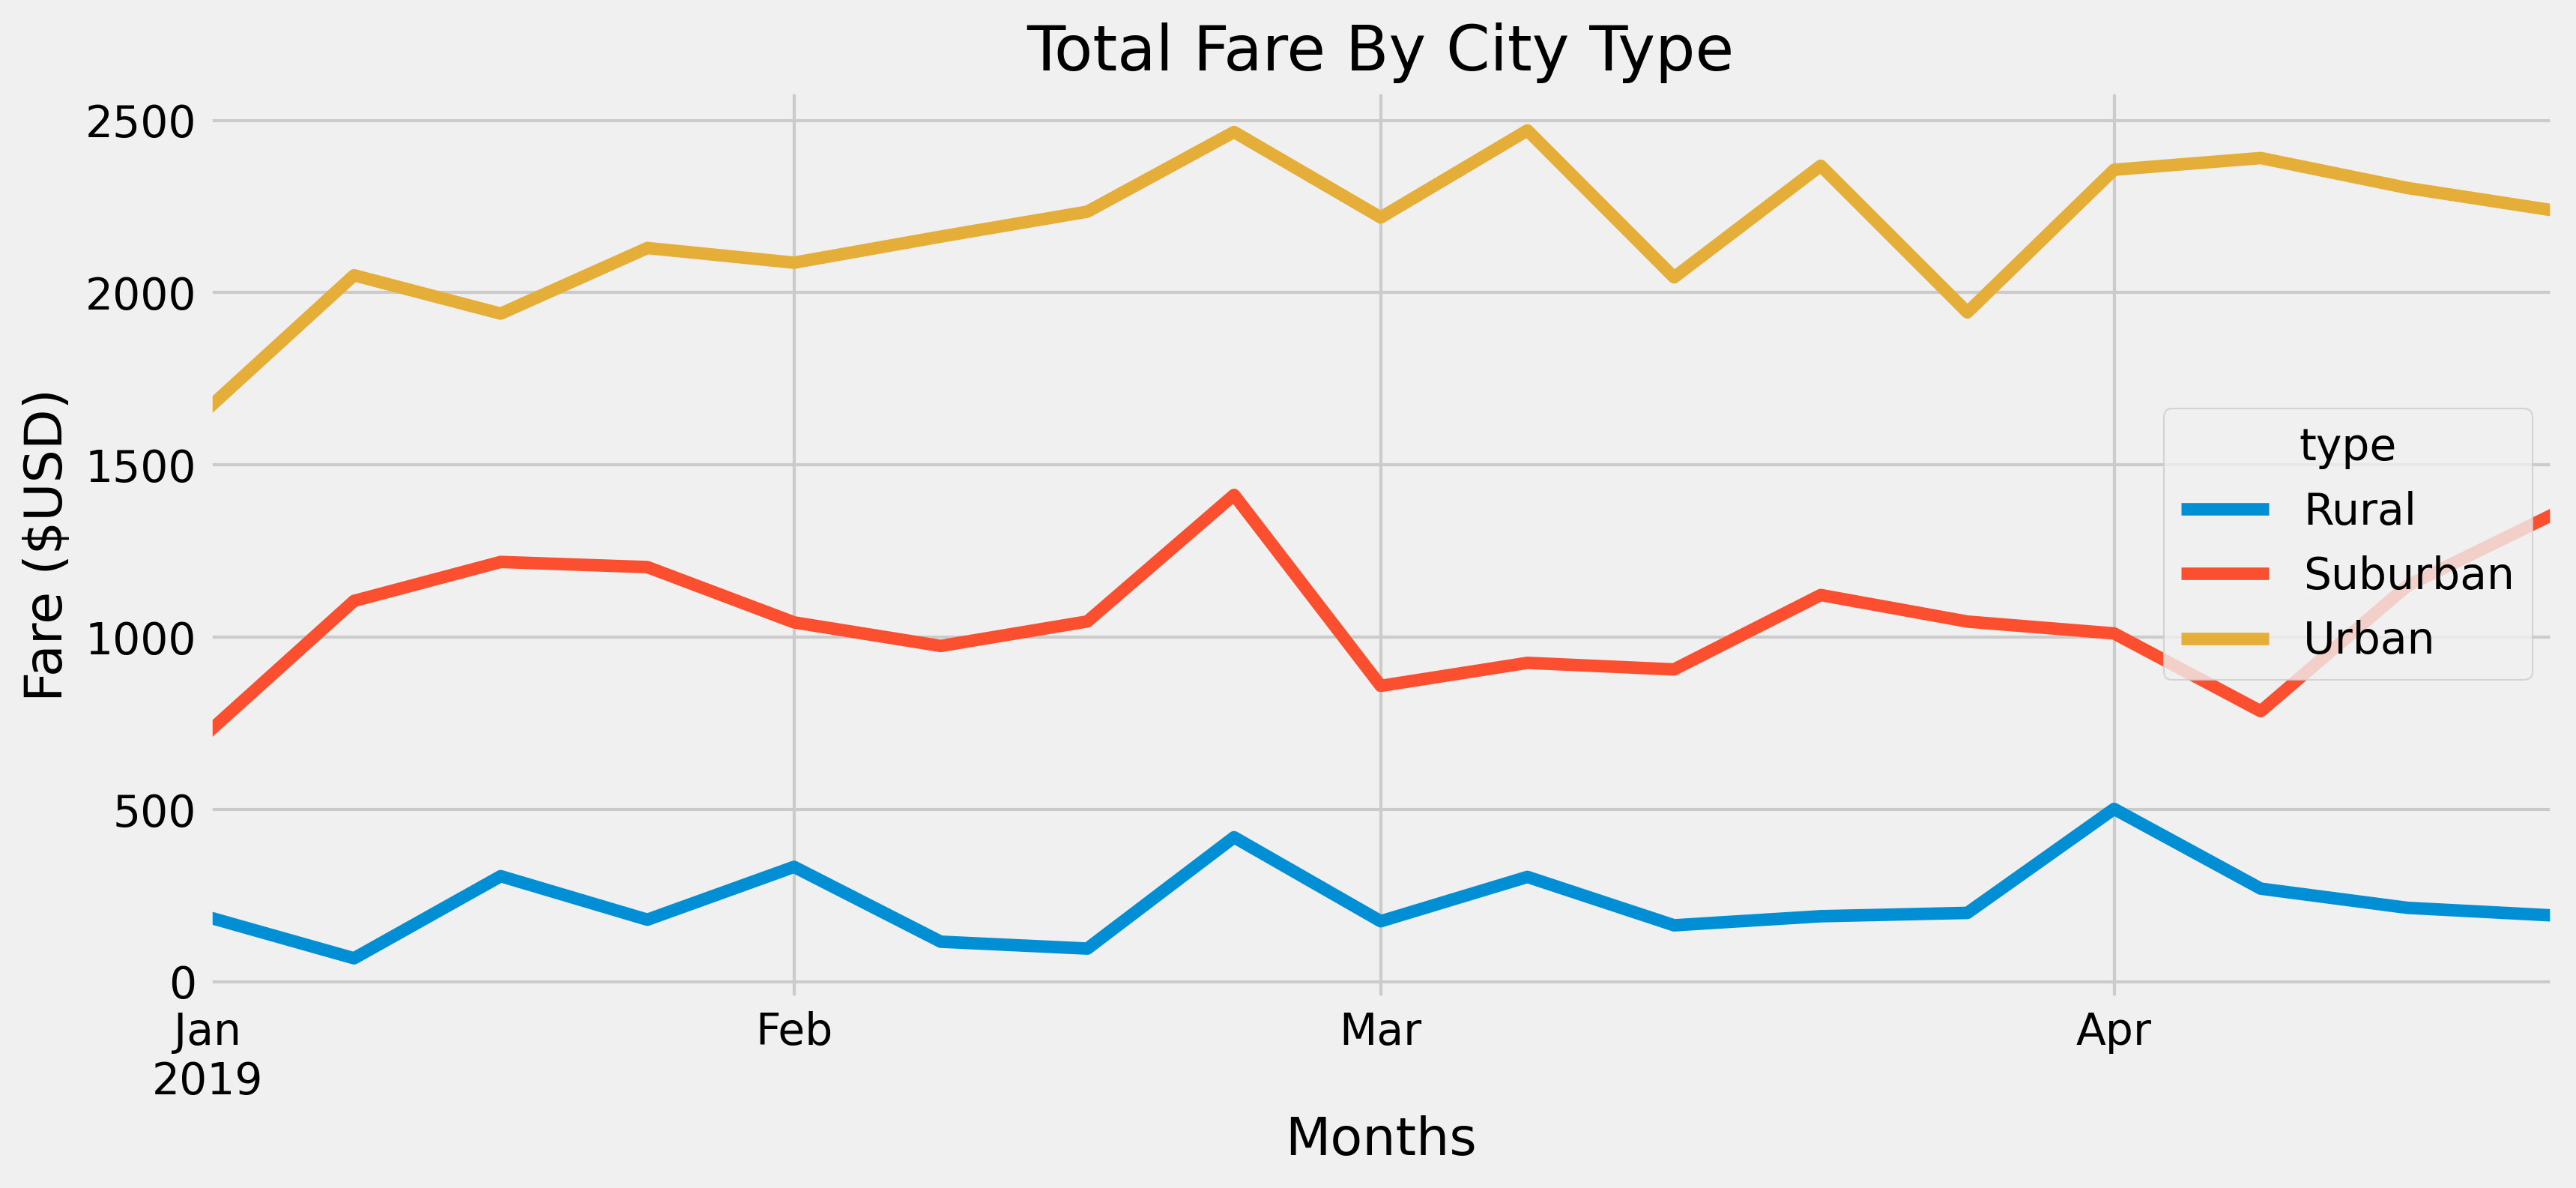 Total Fare By City Type
Fare ($USD)
2500
2000
1500
1000
500
0
type
Rural
Suburban
Urban
Jan
2019
Feb
Mar
Apr
Months